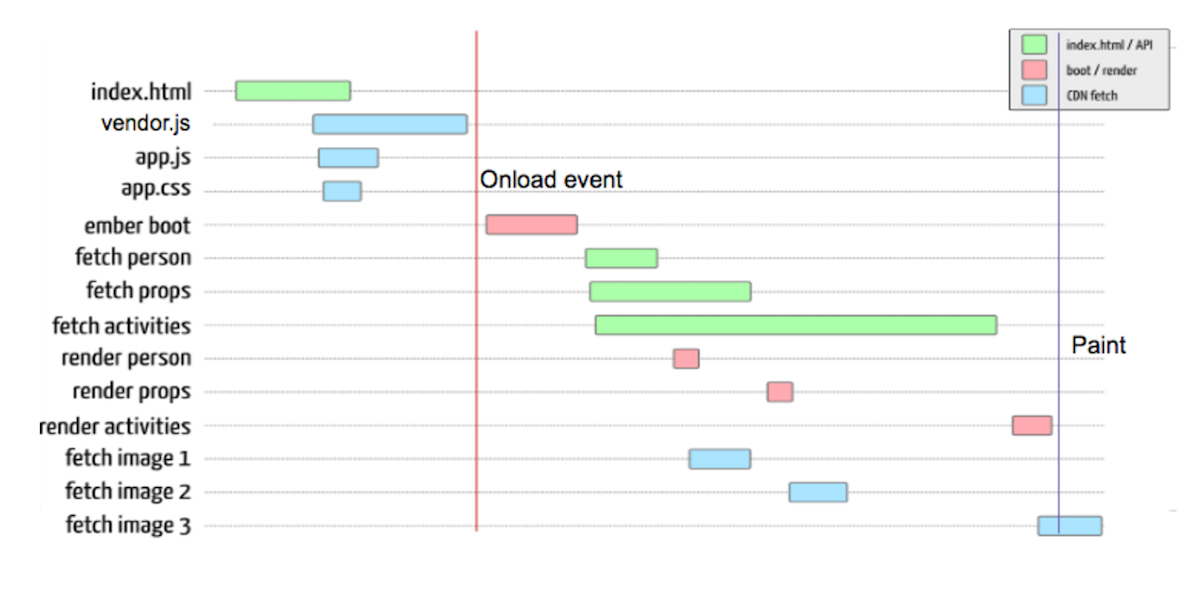 index.html / API
boot / render
CDN fetch
index.html
vendor.js
app.js
app.css
Onload event
ember boot
fetch person
fetch props
fetch activities
Paint
render person
render props
render activities
fetch image 1
fetch image 2
fetch image 3